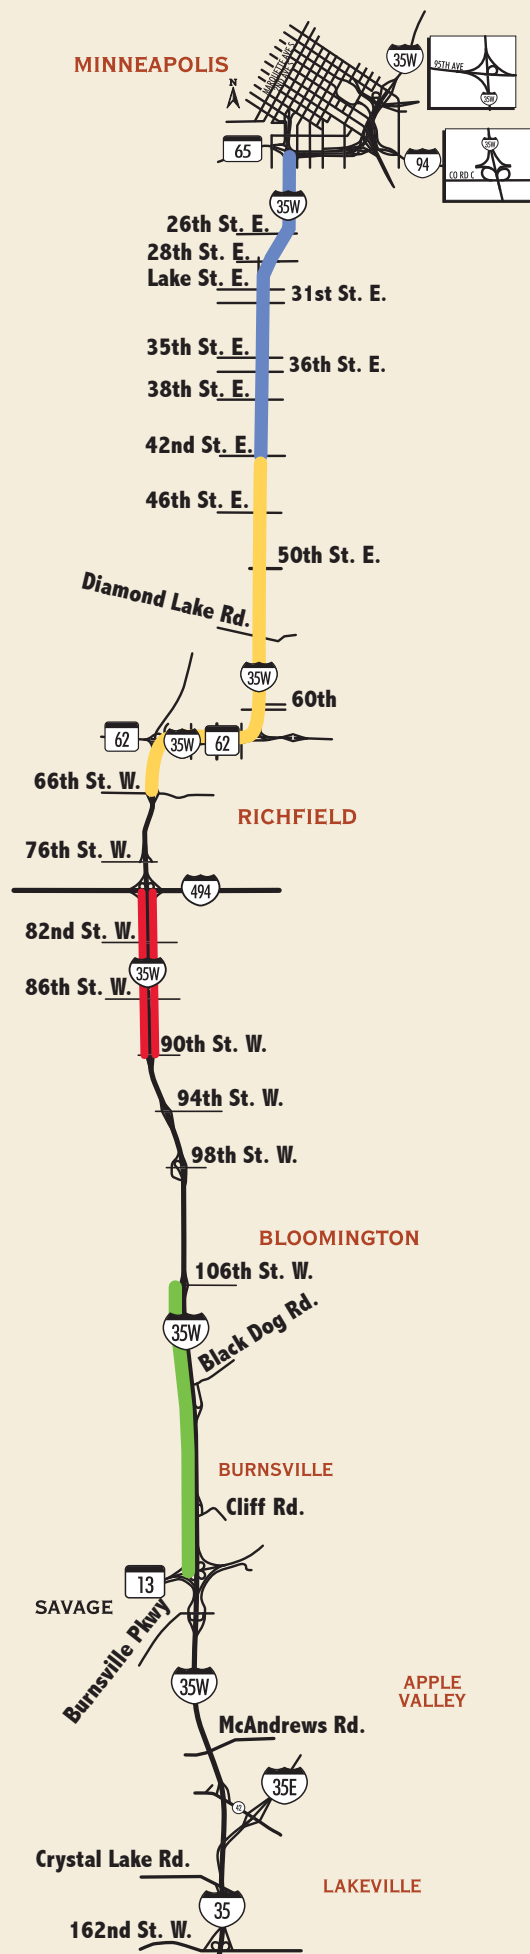 MINNEAPOLIS
MARQUETTE AVE S
2ND AVE S
35W
95TH AVE
35W
N
65
94
35W
CO RD C
35W
26th St. E.
28th St. E.
Lake St. E.
31st St. E.
35th St. E.
36th St. E.
38th St. E.
42nd St. E.
46th St. E.
50th St. E.
Diamond Lake Rd.
35W
60th
62
35W
62
66th St. W.
RICHFIELD
76th St. W.
494
82nd St. W.
35W
86th St. W.
90th St. W.
94th St. W.
98th St. W.
BLOOMINGTON
106th St. W.
35W
Black Dog Rd.
BURNSVILLE
Cliff Rd.
13
SAVAGE
Burnsville Pkwy
35W
APPLE
VALLEY
McAndrews Rd.
35E
42
Crystal Lake Rd.
LAKEVILLE
35
162nd St. W.